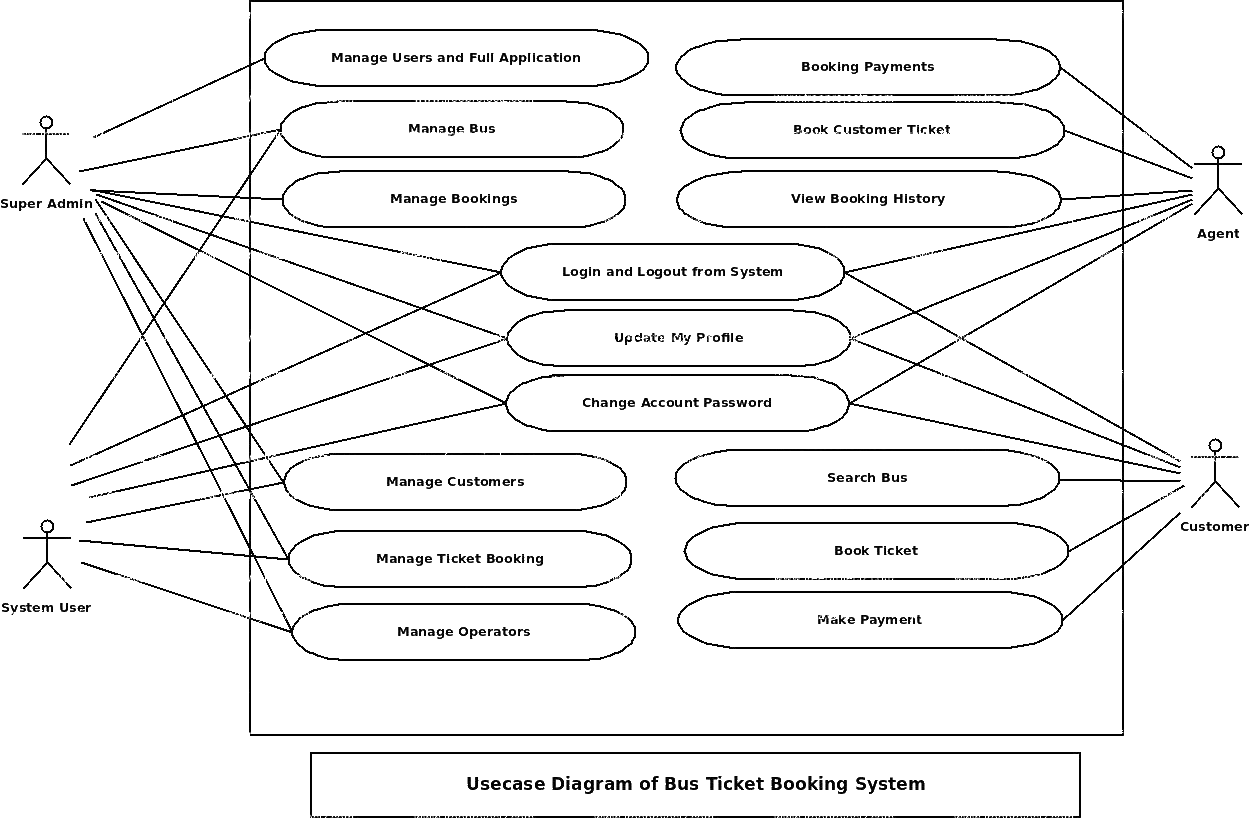 Manage Users and Full Application
Booking Payments
Manage Bus
Book Customer Ticket
Manage Bookings
View Booking History
Super Admin
Agent
Login and Logout from System
Update My Profile
Change Account Password
Manage Customers
Search Bus
Customer
Manage Ticket Booking
Book Ticket
System User
Manage Operators
Make Payment
Usecase Diagram of Bus Ticket Booking System